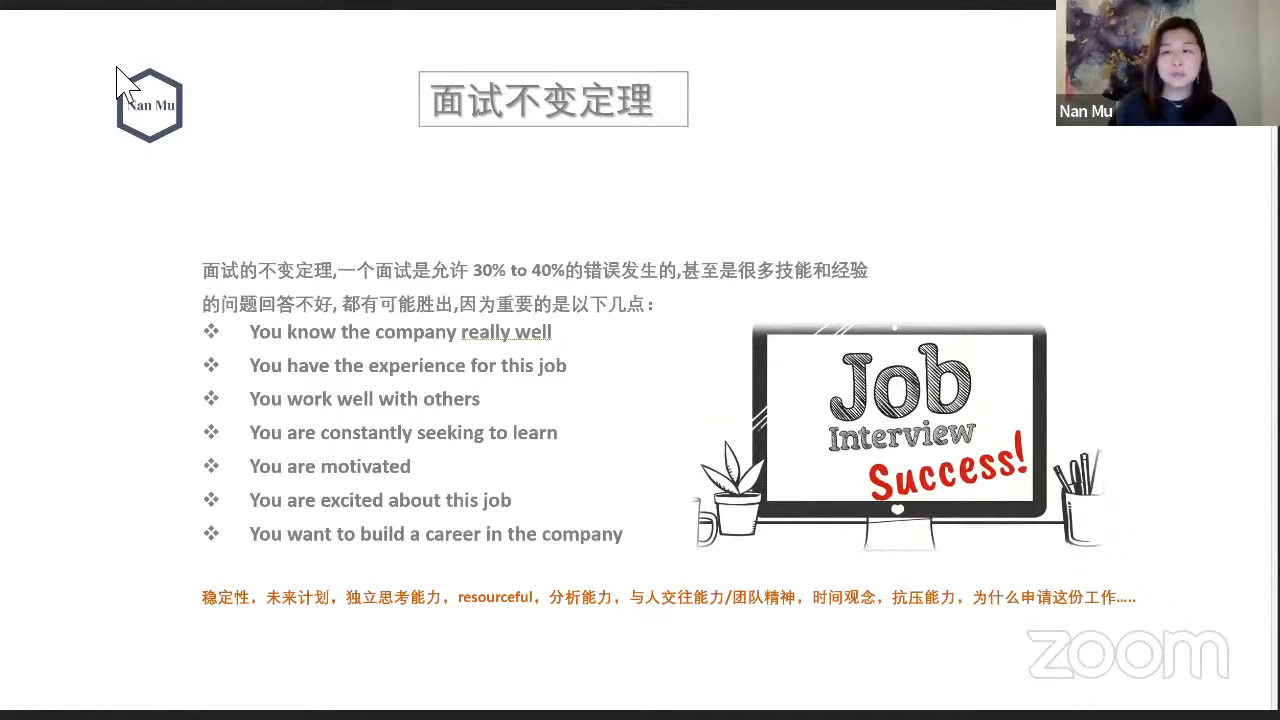 Nan Mu
面试不变定理
Nan Mu
面试的不变定理,一个面试是允许 30% to 40%的错误发生的,甚至是很多技能和经验
的问题回答不好, 都有可能胜出,因为重要的是以下几点：
❖ You know the company really well
❖ You have the experience for this job
❖ You work well with others
❖ You are constantly seeking to learn
❖ You are motivated
❖ You are excited about this job
❖ You want to build a career in the company
Job
Interview
Success!
稳定性，未来计划，独立思考能力，resourceful，分析能力，与人交往能力/团队精神，时间观念，抗压能力，为什么申请这份工作.....
zoom